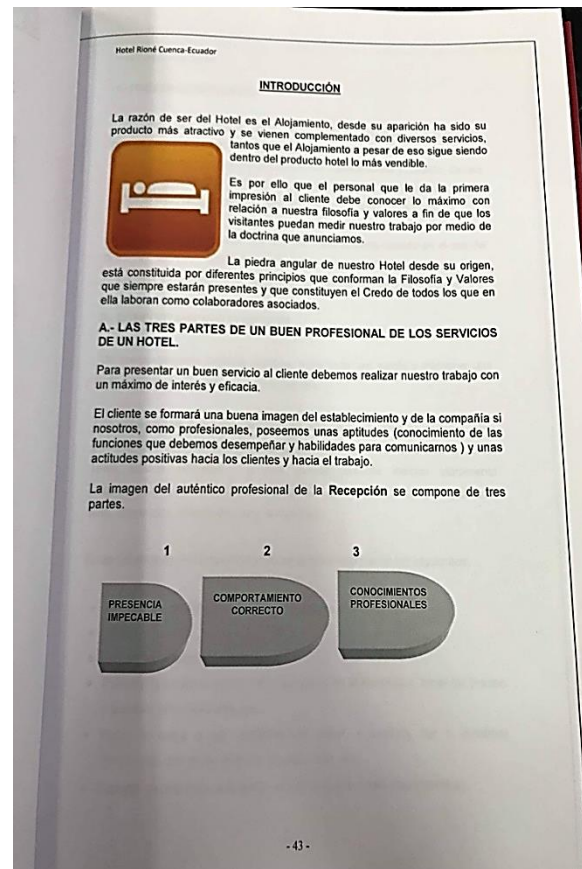 Hotel Rioné Cuenca-Ecuador
INTRODUCCIÓN
La razón de ser del Hotel es el Alojamiento, desde su aparición ha sido su
producto más atractivo y se vienen complementado con diversos servicios,
tantos que el Alojamiento a pesar de eso sigue siendo
dentro del producto hotel lo más vendible.
Es por ello que el personal que le da la primera
impresión al cliente debe conocer lo máximo con
relación a nuestra filosofía y valores a fin de que los
visitantes puedan medir nuestro trabajo por medio de
la doctrina que anunciamos.
La piedra angular de nuestro Hotel desde su origen,
está constituida por diferentes principios que conforman la Filosofía y Valores
que siempre estarán presentes y que constituyen el Credo de todos los que en
ella laboran como colaboradores asociados.
A.- LAS TRES PARTES DE UN BUEN PROFESIONAL DE LOS SERVICIOS
DE UN HOTEL.
Para presentar un buen servicio al cliente debemos realizar nuestro trabajo con
un máximo de interés y eficacia.
El cliente se formará una buena imagen del establecimiento y de la compañía si
nosotros, como profesionales, poseemos unas aptitudes (conocimiento de las
funciones que debemos desempeñar y habilidades para comunicarnos ) y unas
actitudes positivas hacia los clientes y hacia el trabajo.
La imagen del auténtico profesional de la Recepción se compone de tres
partes.
1 2 3
PRESENCIA
IMPECABLE
COMPORTAMIENTO
CORRECTO
CONOCIMIENTOS
PROFESIONALES
- 43 -